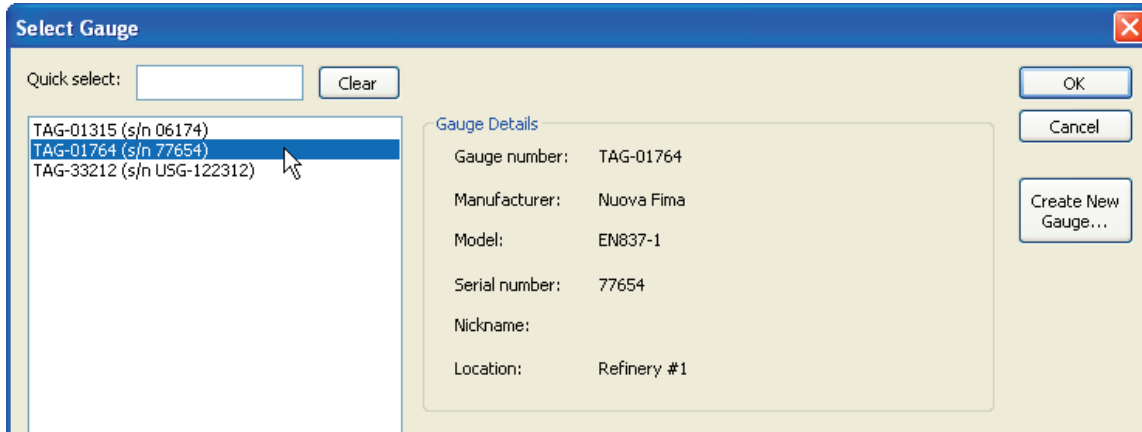 Select Gauge
Quick select:
Clear
OK
Cancel
Create New
Gauge...
TAG-01315 (s/n 06174)
TAG-01764 (s/n 77654)
TAG-33212 (s/n USG-122312)
Gauge Details
Gauge number: TAG-01764
Manufacturer: Nuova Fima
Model: EN837-1
Serial number: 77654
Nickname:
Location: Refinery #1